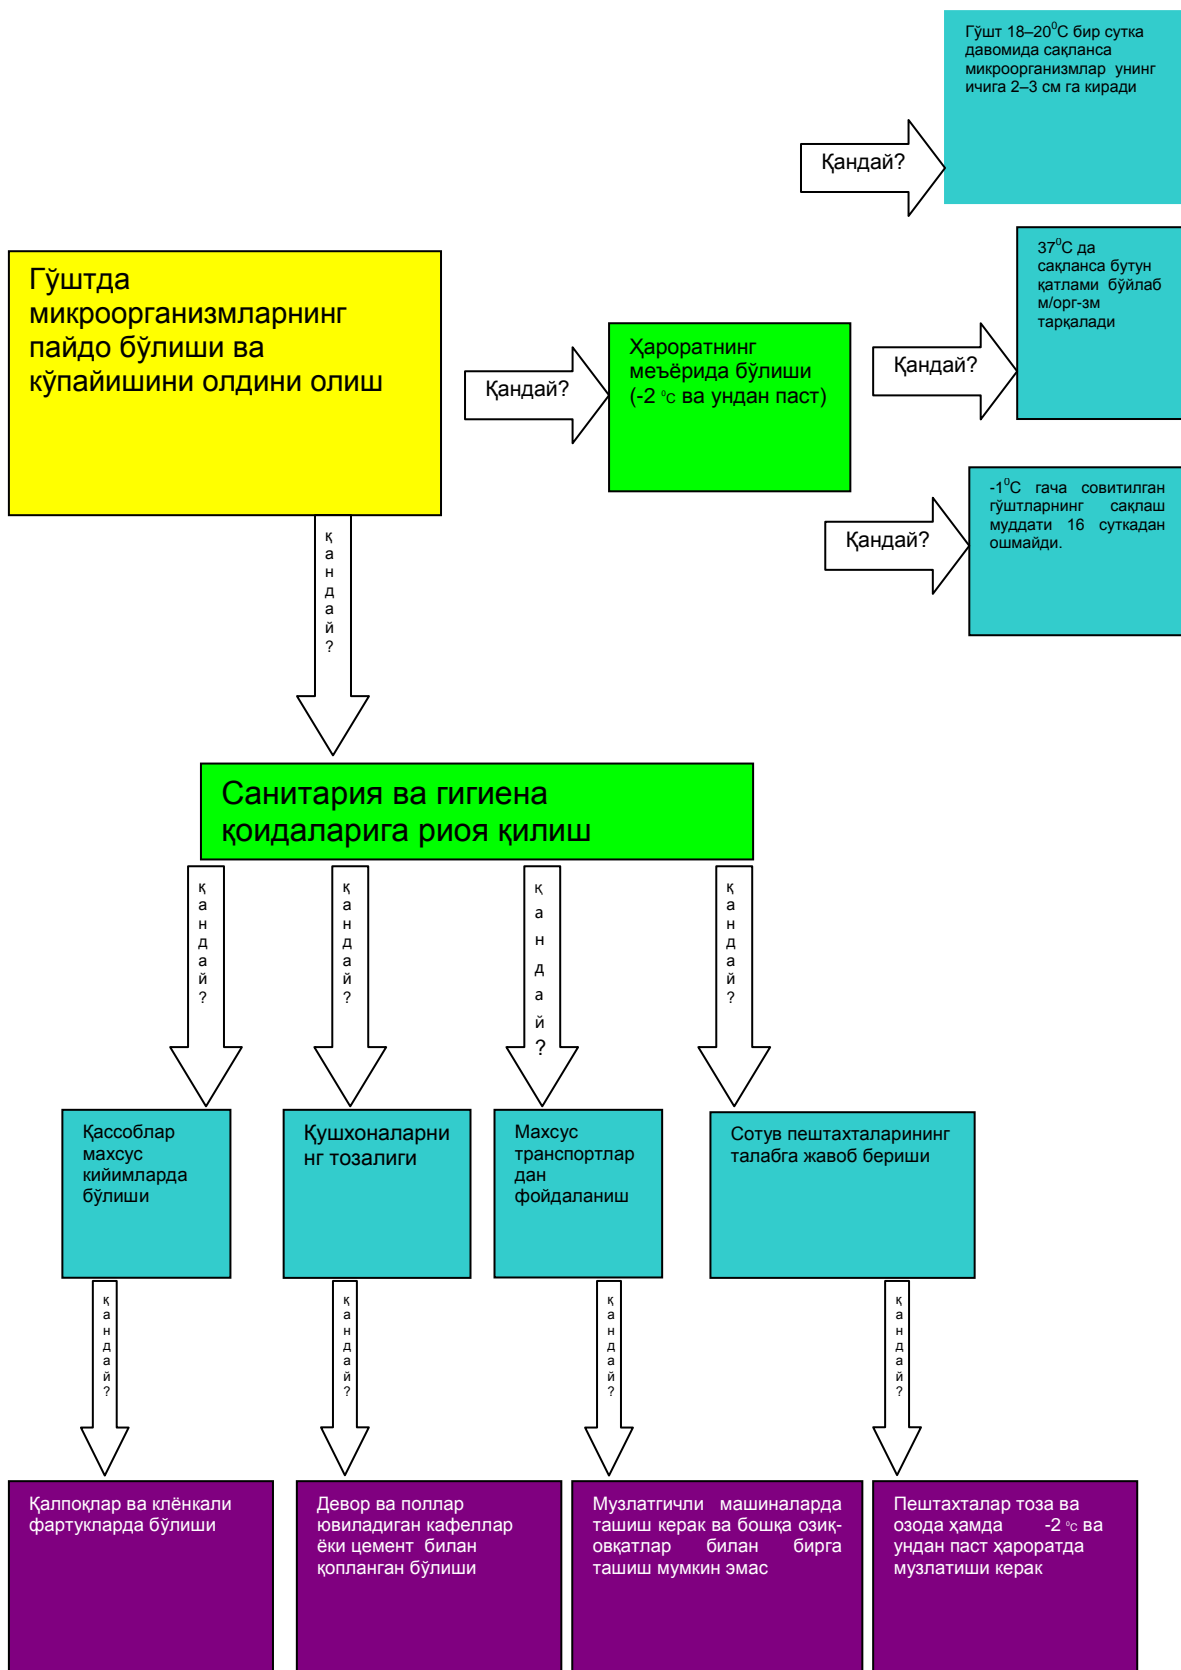 Гўшт 18–20⁰С бир сутка
давомида сақланса
микроорганизмлар унинг
ичига 2–3 см га киради
Қандай?
37⁰С да
сақланса бутун
қатлами бўйлаб
м/орг-зм
тарқалади
Гўштда
микроорганизмларнинг
пайдо бўлиши ва
кўпайишини олдини олиш
Қандай?
Ҳароратнинг
меъёрида бўлиши
(-2 ⁰С ва ундан паст)
Қандай?
-1⁰С гача совитилган
гўштларнинг сақлаш
муддати 16 суткадан
ошмайди.
Қандай?
қандай?
Санитария ва гигиена
қоидаларига риоя қилиш
қандай?
қандай?
қандай?
қандай?
Қассоблар
махсус
кийимларда
бўлиши
Қушхоналарни
нг тозалиги
Махсус
транспортлар
дан
фойдаланиш
Сотув пештахталарининг
талабга жавоб бериши
қандай?
қандай?
қандай?
қандай?
Қалпоқлар ва клёнкали
фартукларда бўлиши
Девор ва поллар
ювиладиган кафеллар
ёки цемент билан
қопланган бўлиши
Музлатгичли машиналарда
ташиш керак ва бошқа озиқ-
овқатлар билан бирга
ташиш мумкин эмас
Пештахталар тоза ва
озода ҳамда -2 ⁰С ва
ундан паст ҳароратда
музлатиши керак